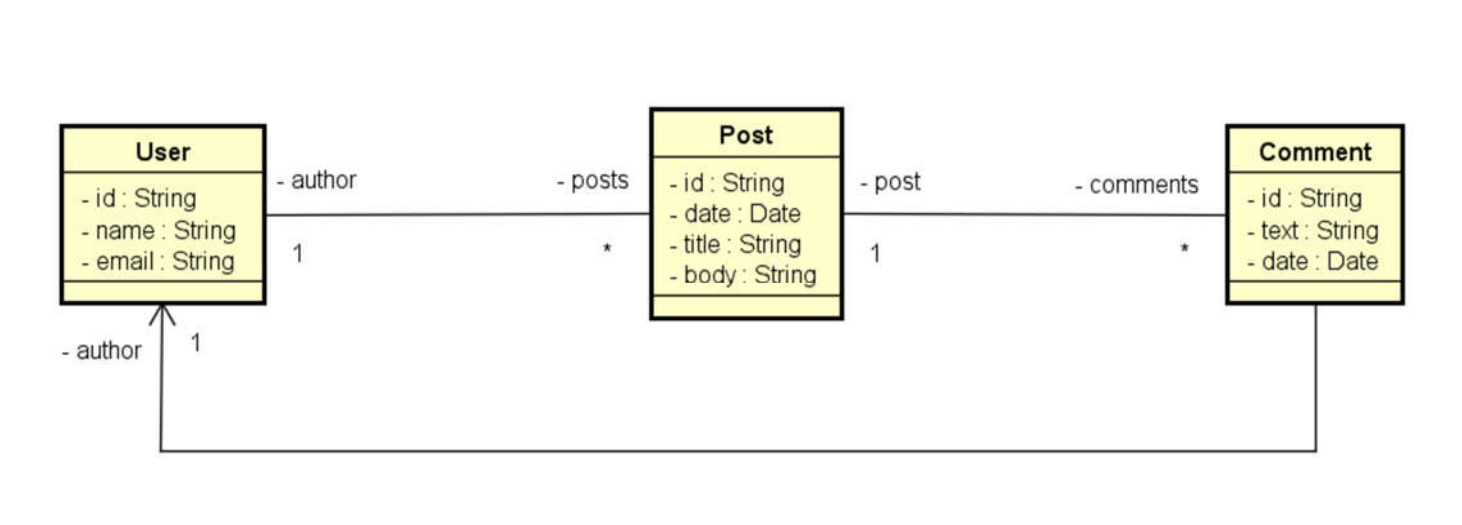 User
- id : String
- name : String
- email : String
- author
1
- posts
*
Post
- id : String
- date : Date
- title : String
- body : String
- post
1
- comments
*
Comment
- id : String
- text : String
- date : Date
- author
1